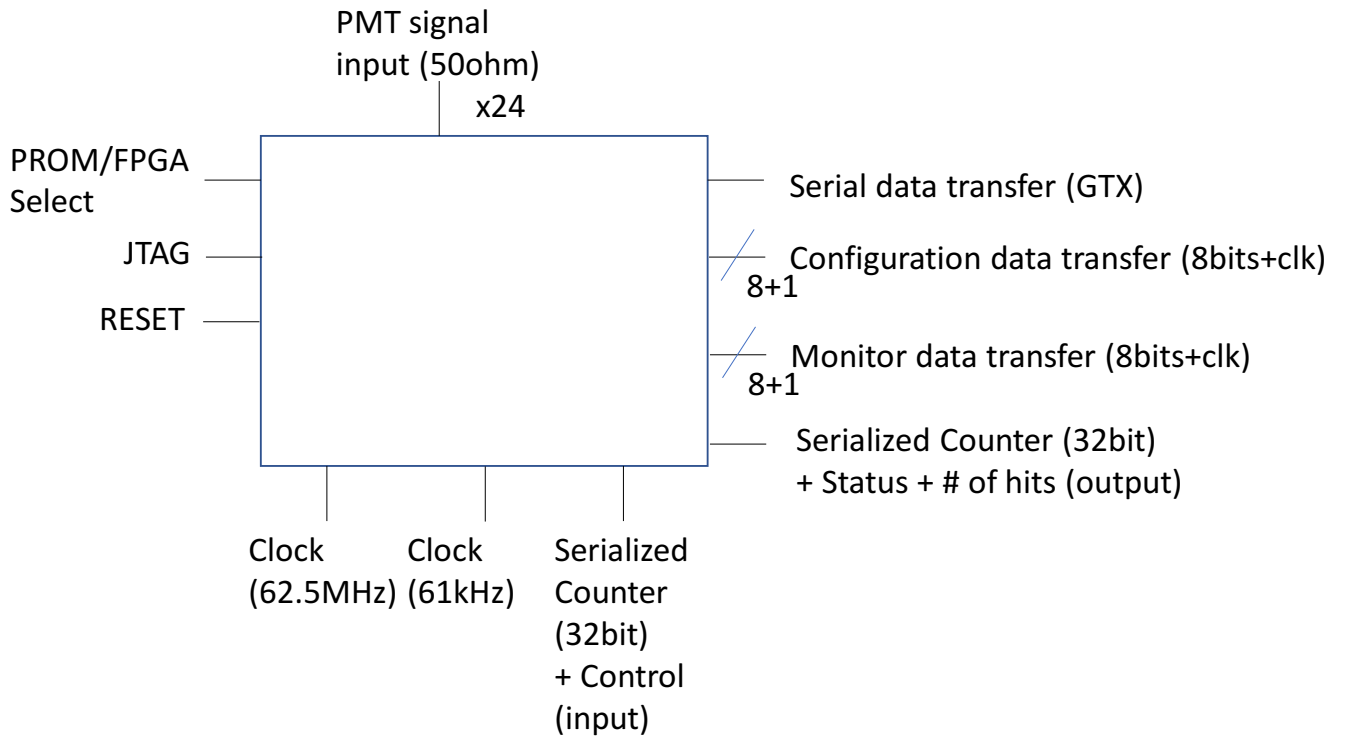 PMT signal
input (50ohm)
x24
PROM/FPGA
Select
JTAG
RESET
Serial data transfer (GTX)
Configuration data transfer (8bits+clk)
8+1
Monitor data transfer (8bits+clk)
8+1
Serialized Counter (32bit)
+ Status + # of hits (output)
Clock
(62.5MHz)
Clock
(61kHz)
Serialized
Counter
(32bit)
+ Control
(input)